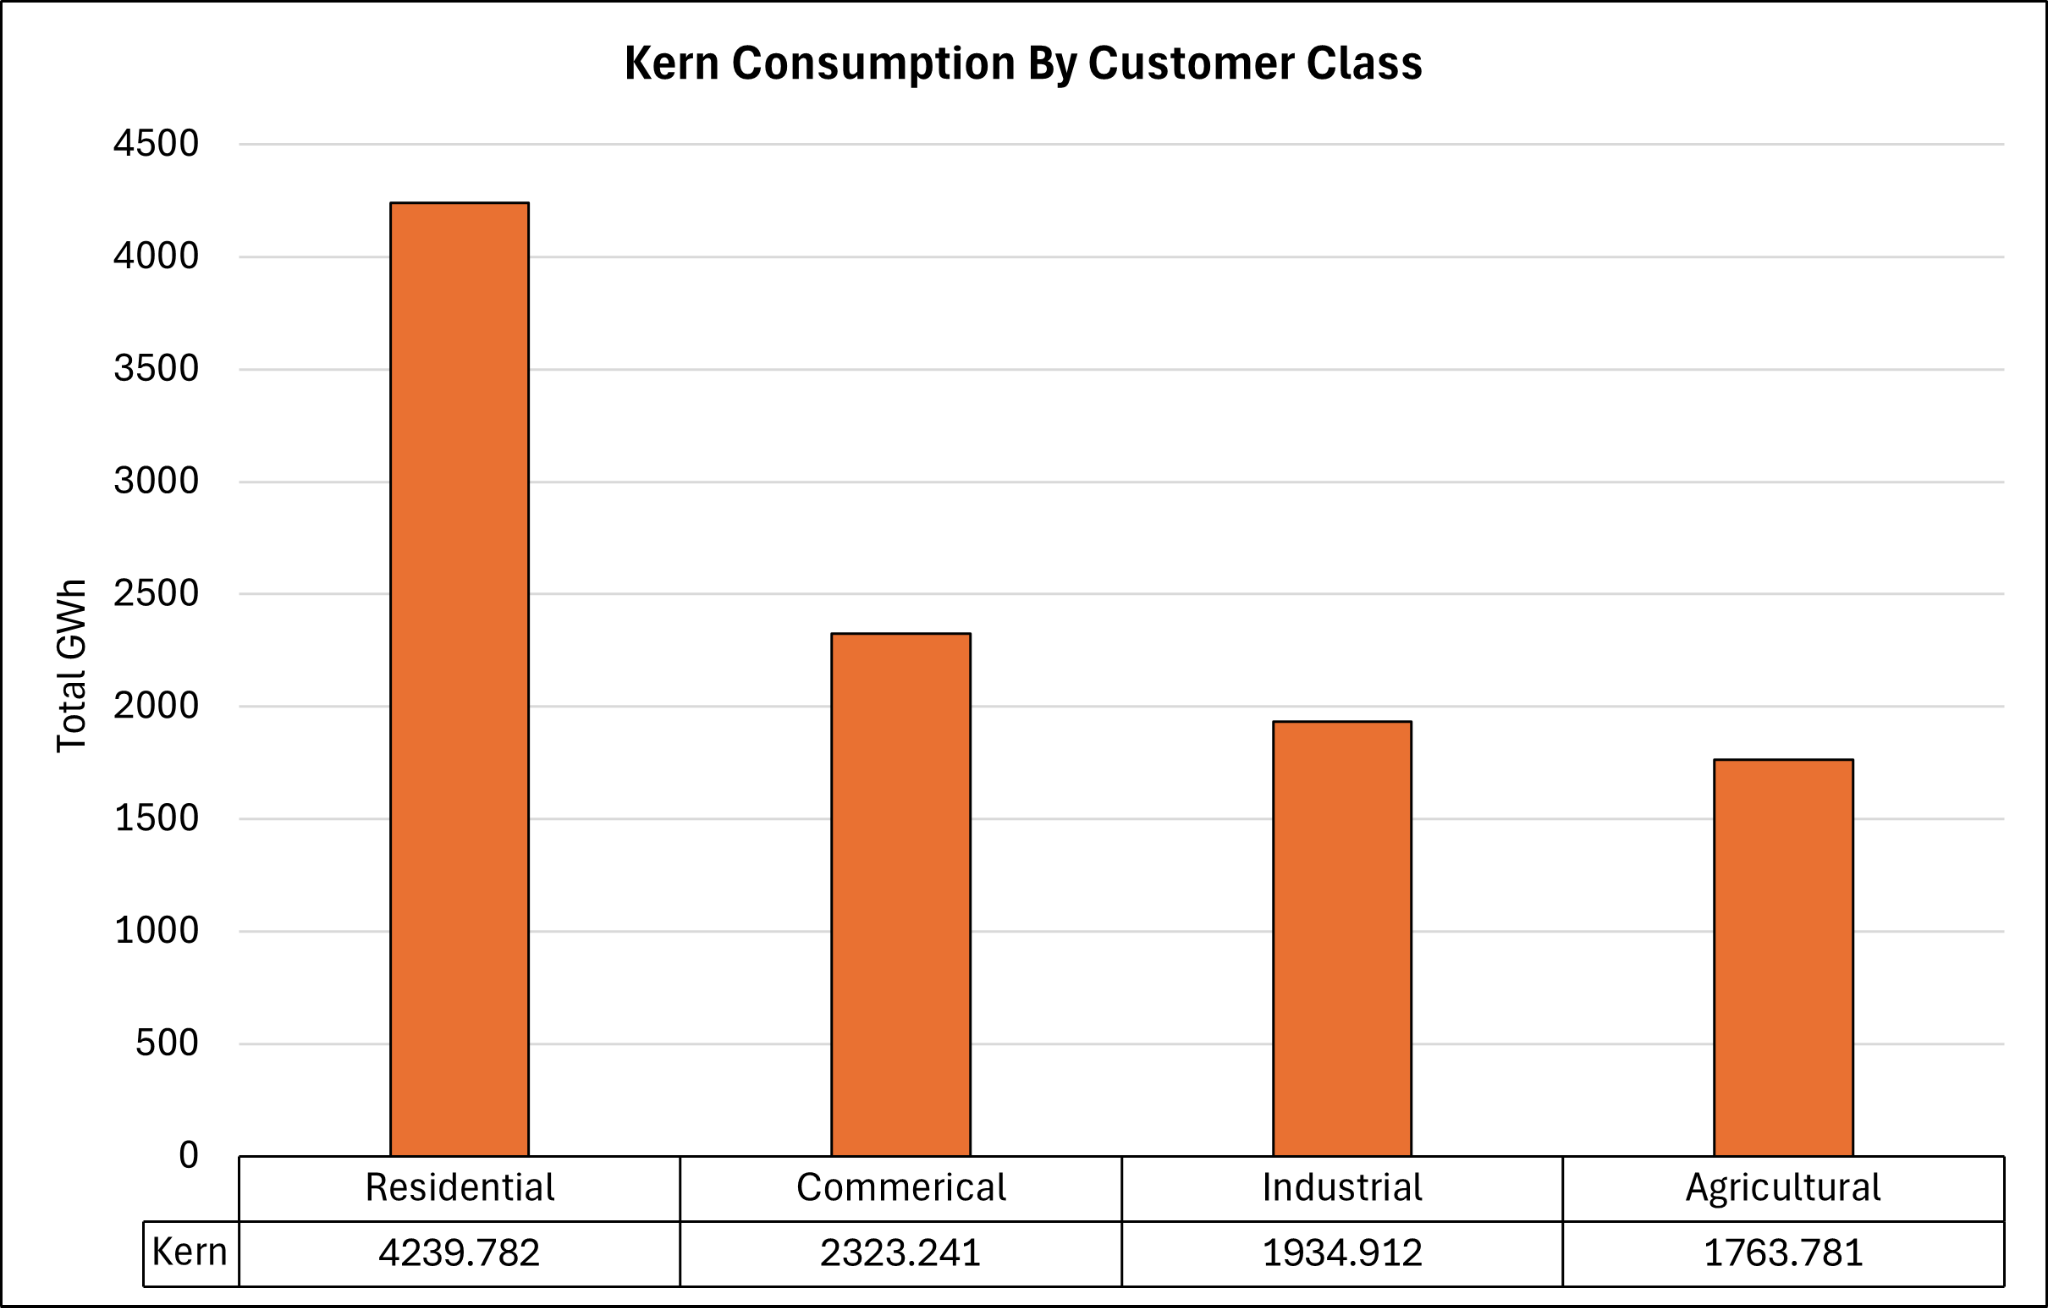 Kern Consumption By Customer Class
Total GWh
4500
4000
3500
3000
2500
2000
1500
1000
500
0
Residential Commerical Industrial Agricultural
Kern 4239.782 2323.241 1934.912 1763.781